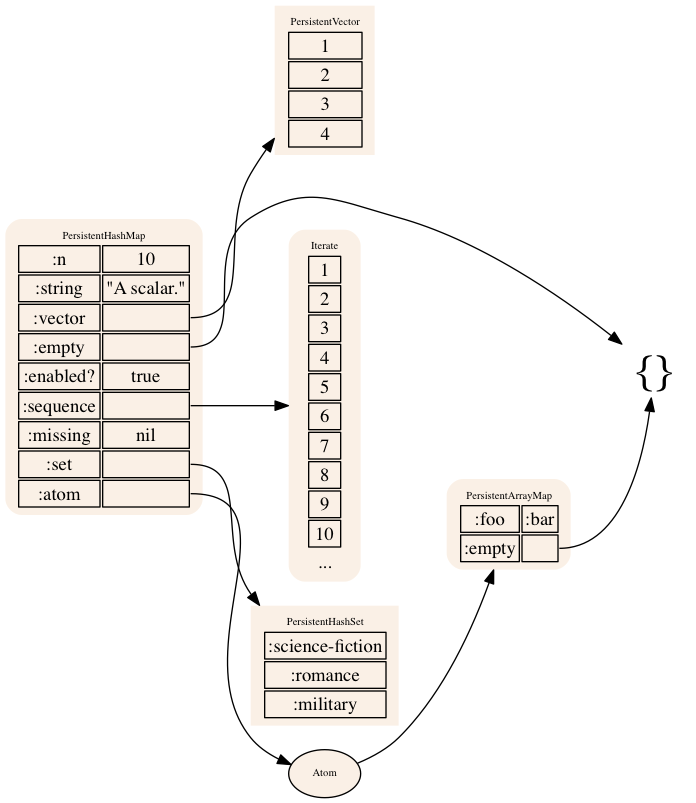 PersistentVector
1
2
3
4
PersistentHashMap
:n 10
:string "A scalar."
:vector
:empty
:enabled? true
:sequence
:missing nil
:set
:atom
Iterate
1
2
3
4
5
6
7
8
9
10
...
{}
PersistentArrayMap
:foo :bar
:empty
PersistentHashSet
:science-fiction
:romance
:military
Atom